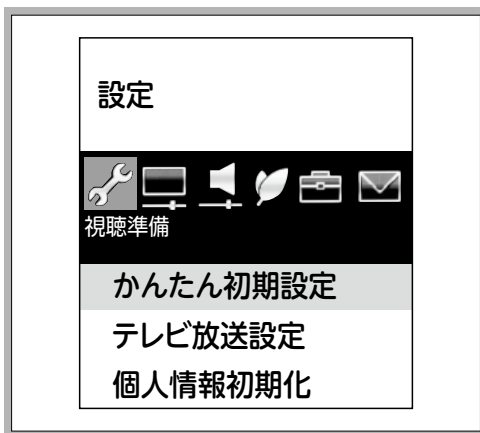 設定
視聴準備
かんたん初期設定
テレビ放送設定
個人情報初期化